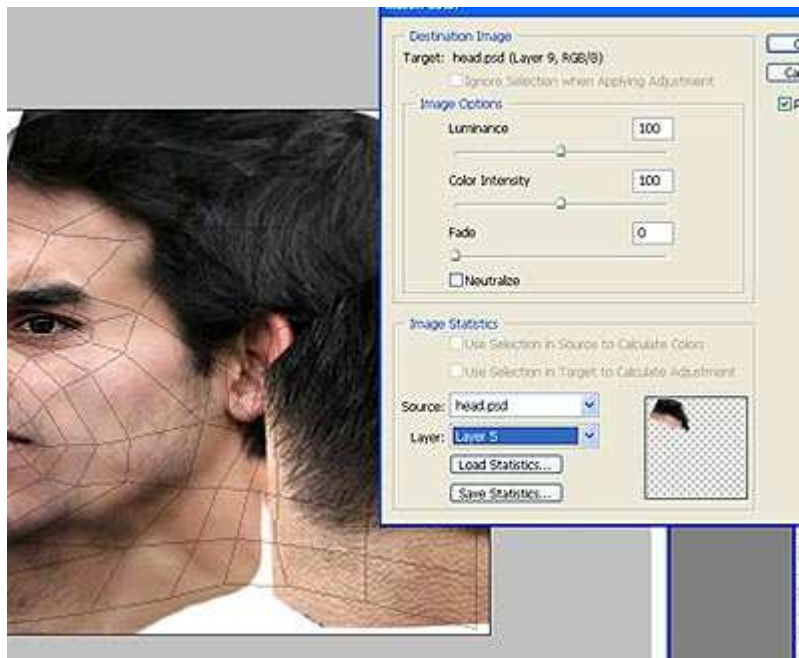 Destination Image
Target: head.psd (Layer 9, RGB/8)
Ignore Selection when Applying Adjustment
Image Options
Luminance 100
Color Intensity 100
Fade 0
Neutralize
Image Statistics
Use Selection in Source to Calculate Colors
Use Selection in Target to Calculate Adjustment
Source: head.psd
Layer: Layer 5
Load Statistics...
Save Statistics...